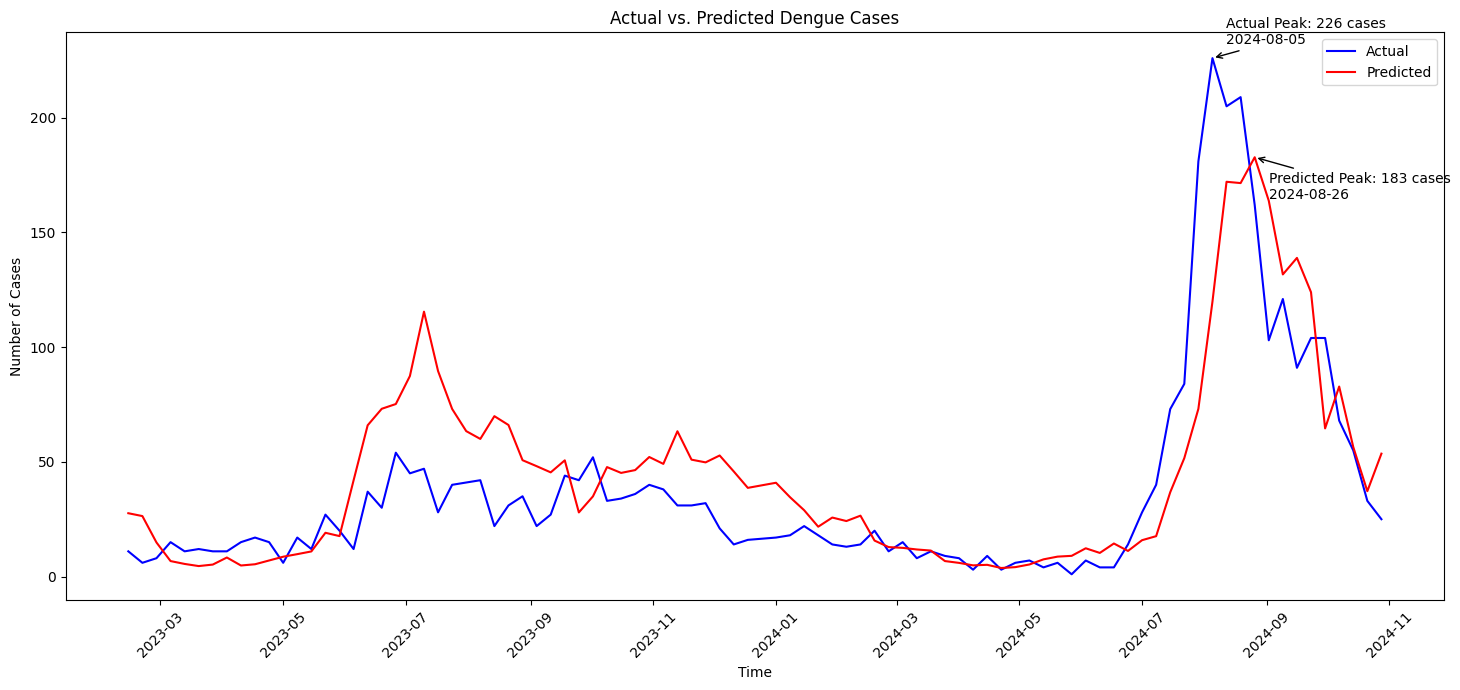 Actual vs. Predicted Dengue Cases
Actual Peak: 226 cases
2024-08-05
Actual
Predicted
Predicted Peak: 183 cases
2024-08-26
Number of Cases
200
150
100
50
0
2023-03
2023-05
2023-07
2023-09
2023-11
2024-01
2024-03
2024-05
2024-07
2024-09
2024-11
Time